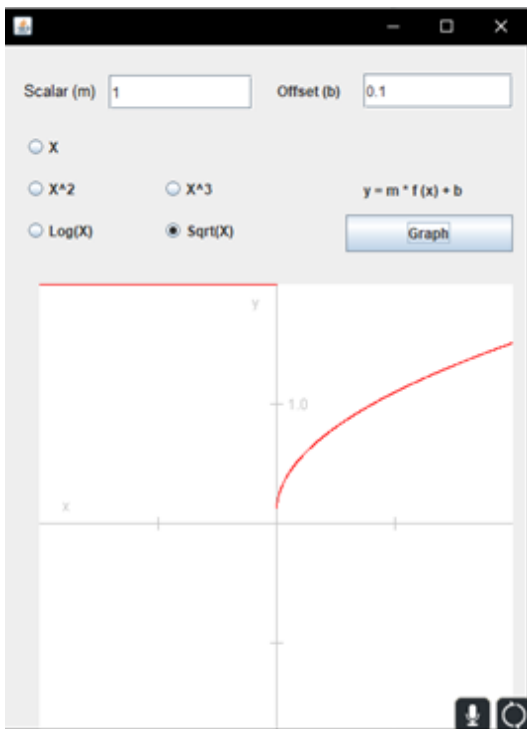 Scalar (m) 1 Offset (b) 0.1
X
X^2 X^3 y = m * f (x) + b
Log(X) Sqrt(X) Graph
Y
1.0
x